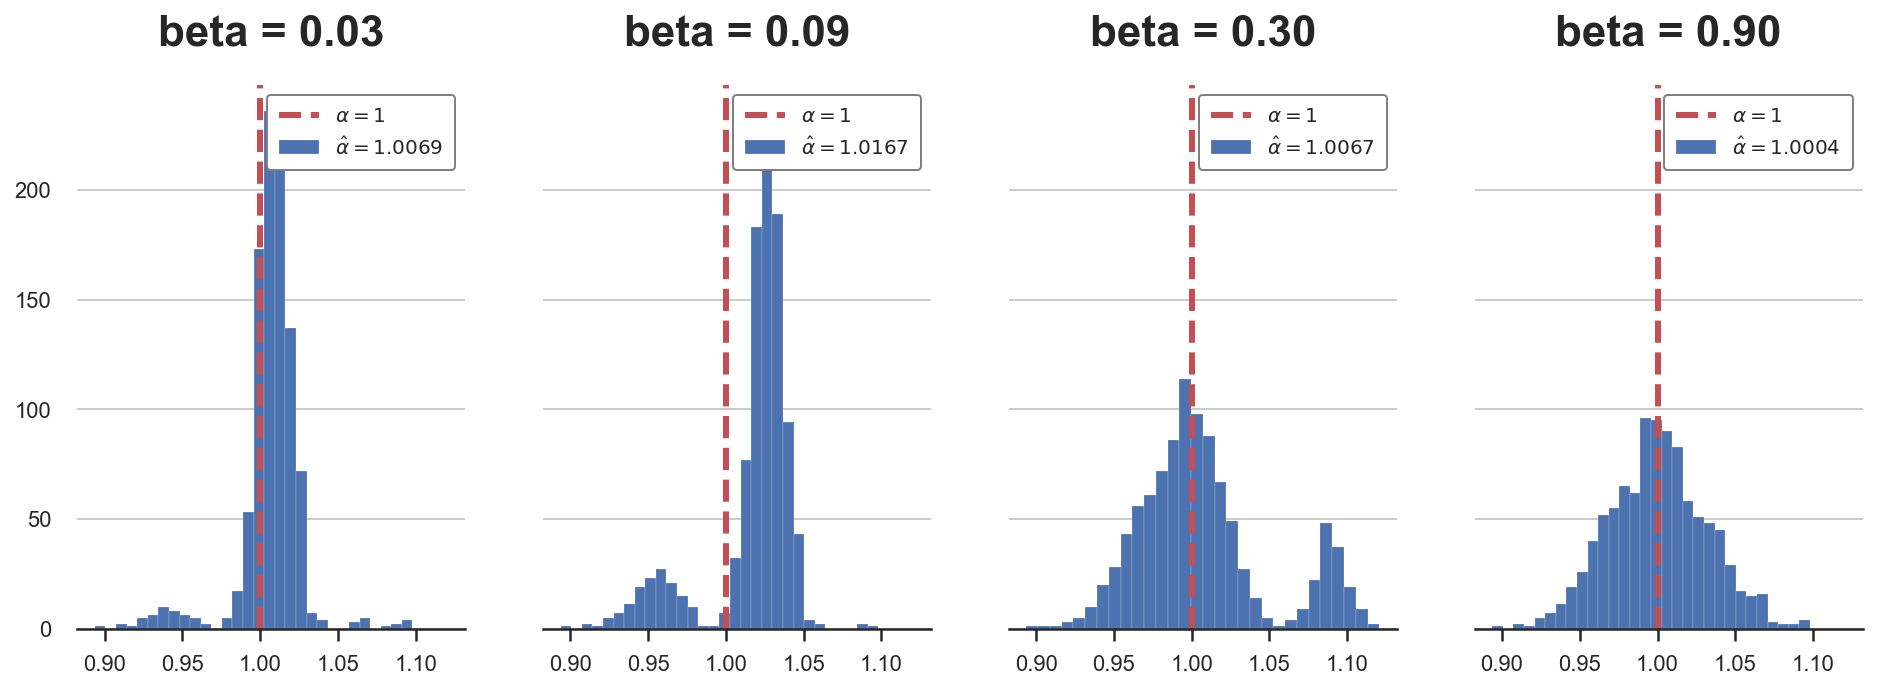 beta = 0.03
beta = 0.09
beta = 0.30
beta = 0.90
α = 1
α̂ = 1.0069
α = 1
α̂ = 1.0167
α = 1
α̂ = 1.0067
α = 1
α̂ = 1.0004
200
150
100
50
0
0.90 0.95 1.00 1.05 1.10
0.90 0.95 1.00 1.05 1.10
0.90 0.95 1.00 1.05 1.10
0.90 0.95 1.00 1.05 1.10